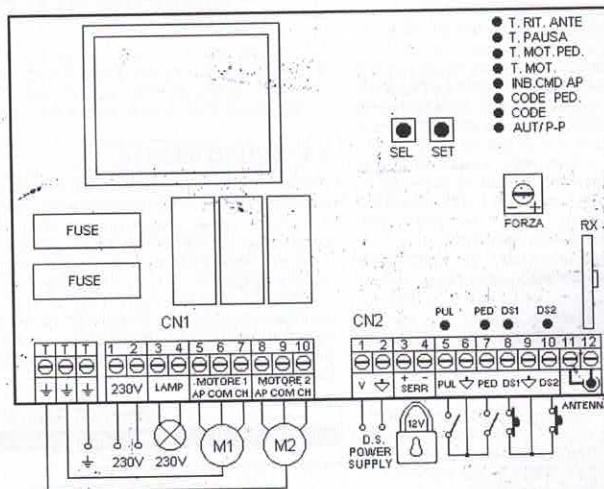 T. RIT. ANTE
T. PAUSA
T. MOT. PED.
T. MOT.
INB.CMD AP
CODE PED.
CODE
AUT/ P-P
SEL SET
- +
FORZA
RX
FUSE
FUSE
CN1
CN2
PUL PED DS1 DS2
T T T 1 2 3 4 5 6 7 8 9 10
1 2 3 4 5 6 7 8 9 10 11 12
230V LAMP MOTORE 1 MOTORE 2
AP COM CH AP COM CH
V + - SERR PUL PED DS1 DS2
230V 230V M1 M2
D.S.
POWER
SUPPLY
12V
ANTENN